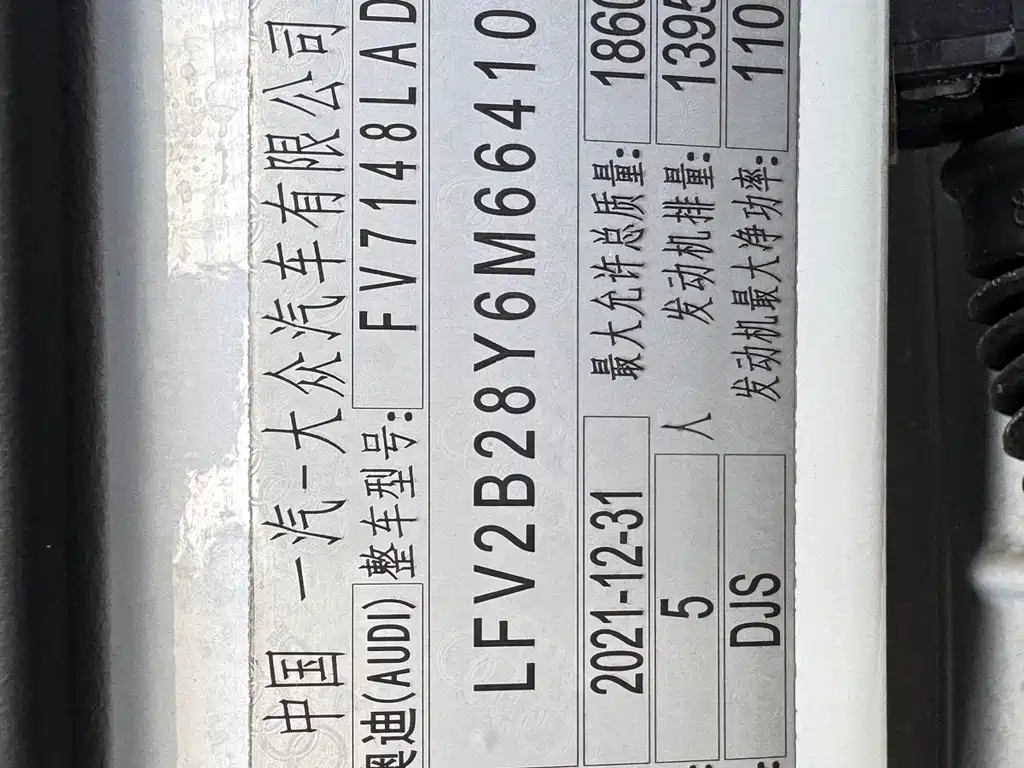 中国 一汽-大众汽车有限公司
奥迪(AUDI) 整车型号: FV7148LAD
LFV2B28Y6M66410
2021-12-31 最大允许总质量: 1860
5 人 发动机排量: 1395
DJS 发动机最大净功率: 110